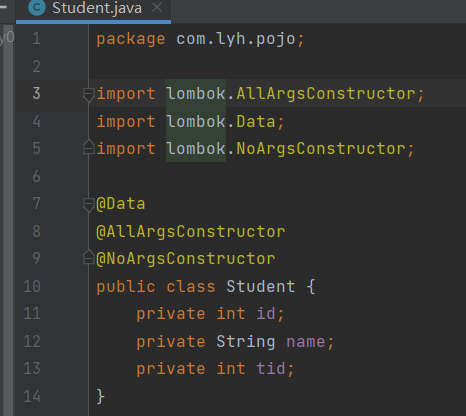 Student.java
y0
1 package com.lyh.pojo;
2
3 import lombok.AllArgsConstructor;
4 import lombok.Data;
5 import lombok.NoArgsConstructor;
6
7 @Data
8 @AllArgsConstructor
9 @NoArgsConstructor
10 public class Student {
11     private int id;
12     private String name;
13     private int tid;
14 }